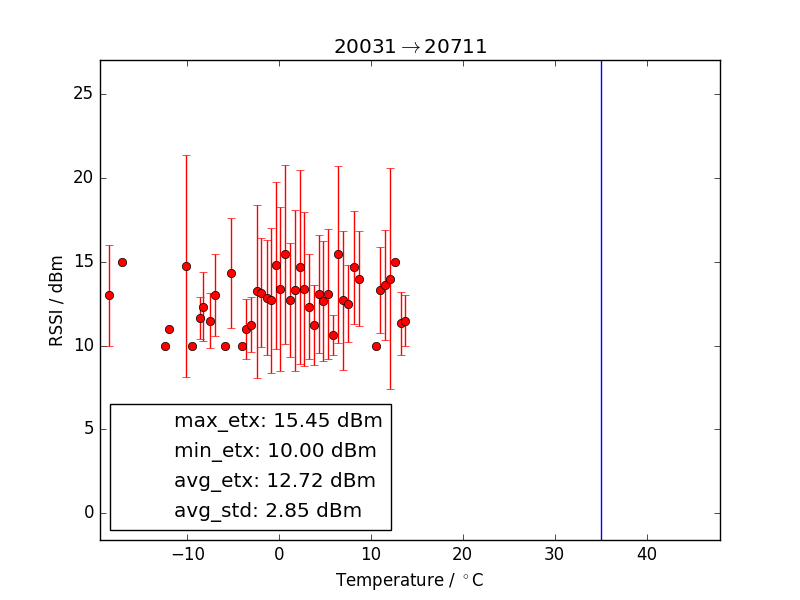 20031→20711
25
20
15
10
5
0
RSSI / dBm
max_etx: 15.45 dBm
min_etx: 10.00 dBm
avg_etx: 12.72 dBm
avg_std: 2.85 dBm
−10 0 10 20 30 40
Temperature / °C